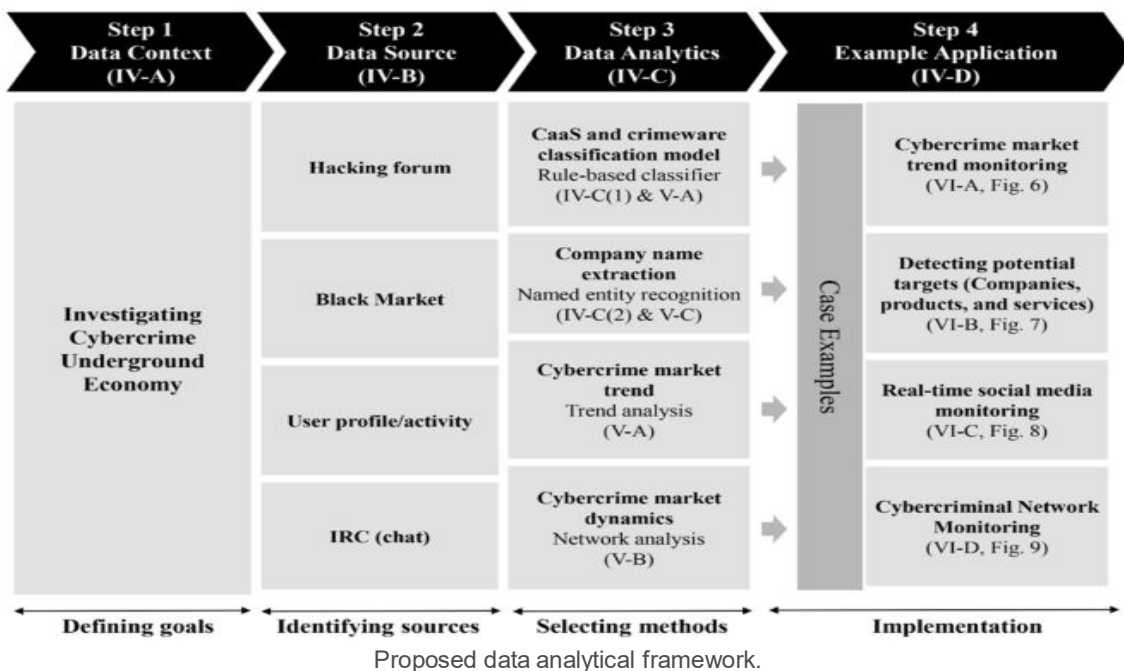 Step 1
Data Context
(IV-A)
Step 2
Data Source
(IV-B)
Step 3
Data Analytics
(IV-C)
Step 4
Example Application
(IV-D)
Investigating
Cybercrime
Underground
Economy
Hacking forum
Black Market
User profile/activity
IRC (chat)
CaaS and crimeware
classification model
Rule-based classifier
(IV-C(1) & V-A)
Company name
extraction
Named entity recognition
(IV-C(2) & V-C)
Cybercrime market
trend
Trend analysis
(V-A)
Cybercrime market
dynamics
Network analysis
(V-B)
Case Examples
Cybercrime market
trend monitoring
(VI-A, Fig. 6)
Detecting potential
targets (Companies,
products, and services)
(VI-B, Fig. 7)
Real-time social media
monitoring
(VI-C, Fig. 8)
Cybercriminal Network
Monitoring
(VI-D, Fig. 9)
Defining goals
Identifying sources
Selecting methods
Implementation
Proposed data analytical framework.